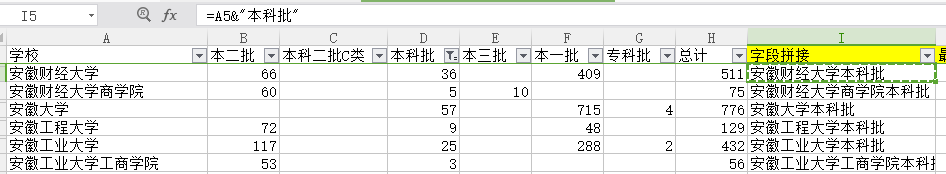 I5 fx =A5&"本科批"
A B C D E F G H I
学校 本二批 本科二批C类 本科批 本三批 本一批 专科批 总计 字段拼接
安徽财经大学 66 36 409 511 安徽财经大学本科批
安徽财经大学商学院 60 5 10 75 安徽财经大学商学院本科批
安徽大学 57 715 4 776 安徽大学本科批
安徽工程大学 72 9 48 129 安徽工程大学本科批
安徽工业大学 117 25 288 2 432 安徽工业大学本科批
安徽工业大学工商学院 53 3 56 安徽工业大学工商学院本科批